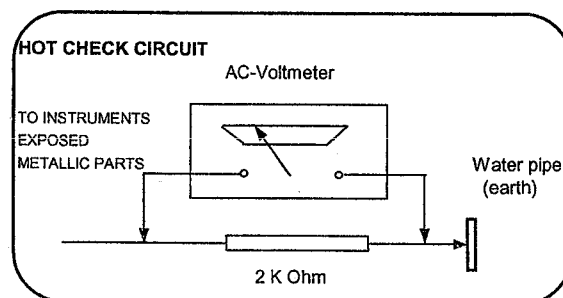 HOT CHECK CIRCUIT
AC-Voltmeter
TO INSTRUMENTS
EXPOSED
METALLIC PARTS
Water pipe
(earth)
2 K Ohm